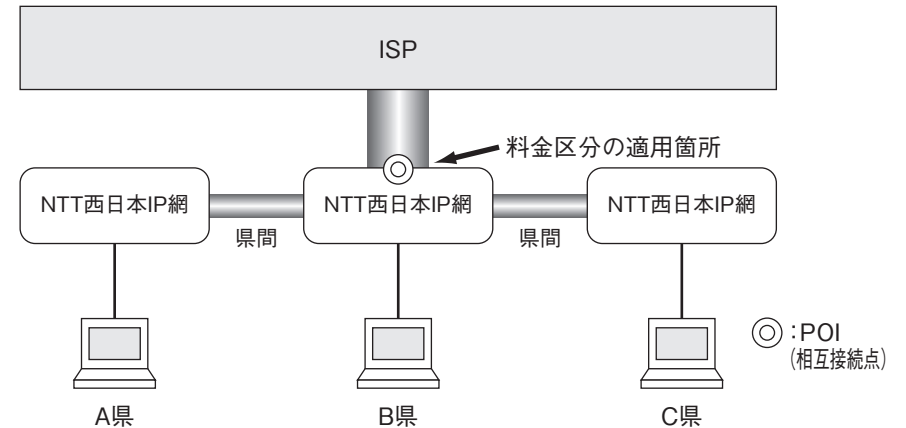 ISP
料金区分の適用箇所
NTT西日本IP網
NTT西日本IP網
NTT西日本IP網
県間
県間
:POI
(相互接続点)
A県
B県
C県